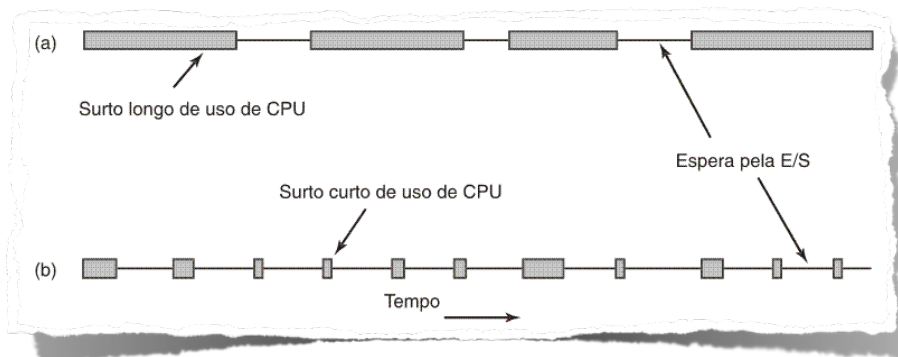 (a)
Surto longo de uso de CPU
Espera pela E/S
Surto curto de uso de CPU
(b)
Tempo